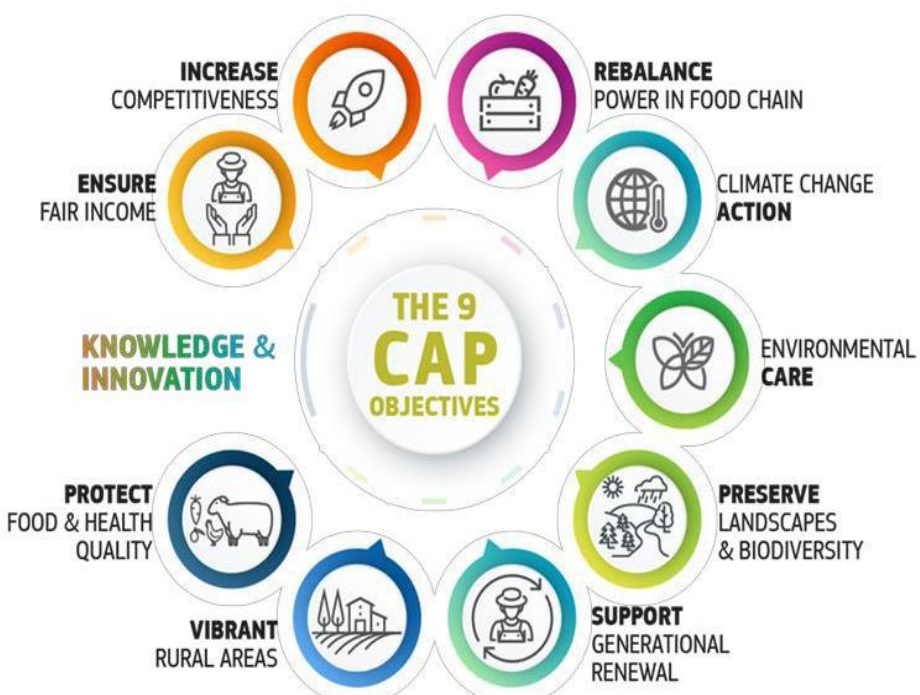 INCREASE
COMPETITIVENESS
REBALANCE
POWER IN FOOD CHAIN
ENSURE
FAIR INCOME
CLIMATE CHANGE
ACTION
THE 9
CAP
OBJECTIVES
KNOWLEDGE &
INNOVATION
ENVIRONMENTAL
CARE
PROTECT
FOOD & HEALTH
QUALITY
PRESERVE
LANDSCAPES
& BIODIVERSITY
VIBRANT
RURAL AREAS
SUPPORT
GENERATIONAL
RENEWAL